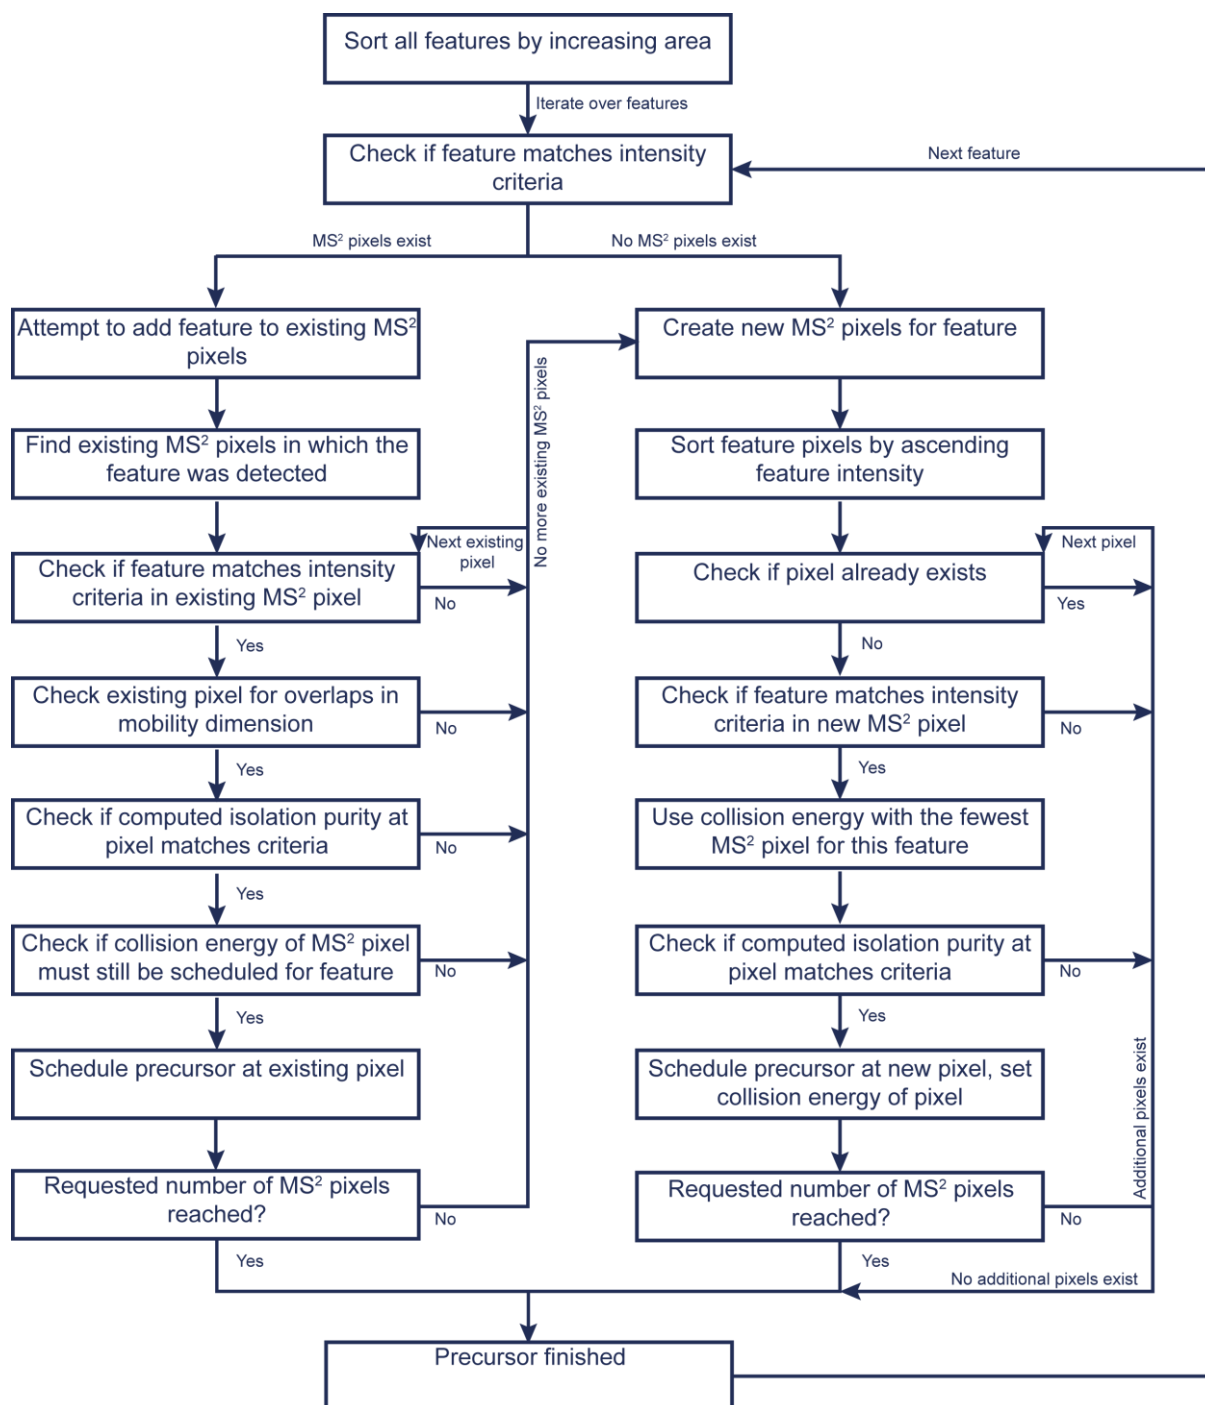 Sort all features by increasing area
Iterate over features
Check if feature matches intensity
criteria
Next feature
MS² pixels exist
No MS² pixels exist
Attempt to add feature to existing MS²
pixels
Find existing MS² pixels in which the
feature was detected
Next existing
pixel
No more existing MS² pixels
Check if feature matches intensity
criteria in existing MS² pixel
No
Yes
Check existing pixel for overlaps in
mobility dimension
No
Yes
Check if computed isolation purity at
pixel matches criteria
No
Yes
Check if collision energy of MS² pixel
must still be scheduled for feature
No
Yes
Schedule precursor at existing pixel
Requested number of MS² pixels
reached?
No
Yes
Create new MS² pixels for feature
Sort feature pixels by ascending
feature intensity
Next pixel
Check if pixel already exists
Yes
No
Check if feature matches intensity
criteria in new MS² pixel
No
Yes
Use collision energy with the fewest
MS² pixel for this feature
Check if computed isolation purity at
pixel matches criteria
No
Yes
Schedule precursor at new pixel, set
collision energy of pixel
Additional pixels exist
Requested number of MS² pixels
reached?
No
Yes
No additional pixels exist
Precursor finished